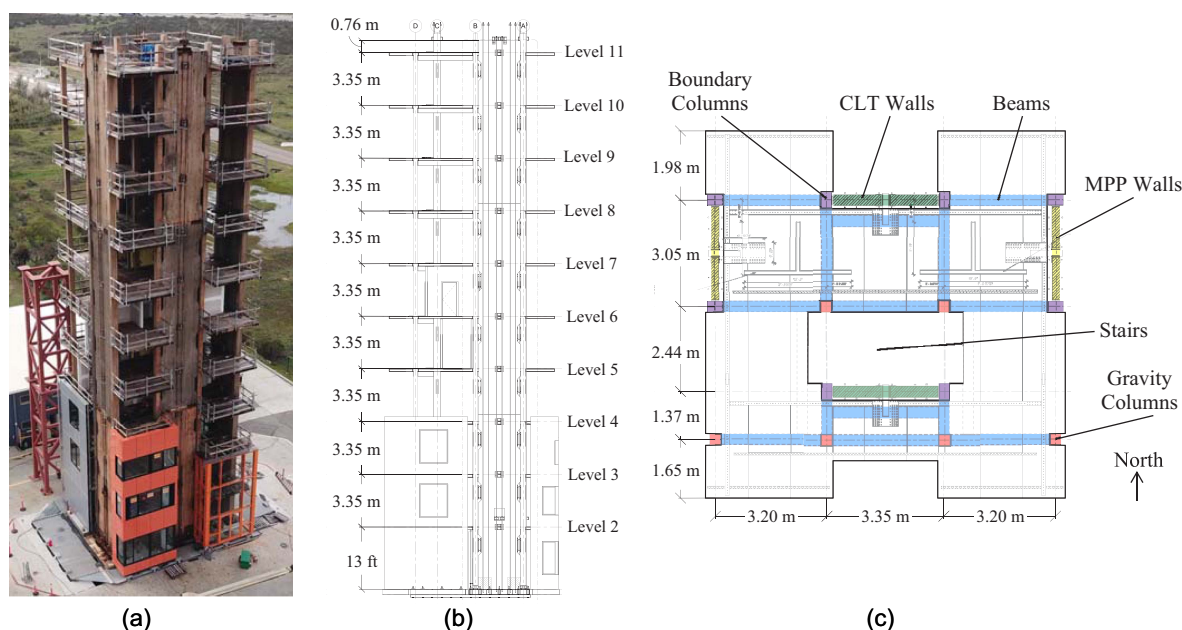 0.76 m
D
C
B
A
Level 11
3.35 m
Level 10
3.35 m
Level 9
3.35 m
Level 8
3.35 m
Level 7
3.35 m
Level 6
3.35 m
Level 5
3.35 m
Level 4
3.35 m
Level 3
3.35 m
Level 2
13 ft
Boundary
Columns
CLT Walls
Beams
MPP Walls
1.98 m
3.05 m
2.44 m
1.37 m
1.65 m
Stairs
Gravity
Columns
North
3.20 m
3.35 m
3.20 m
(a)
(b)
(c)